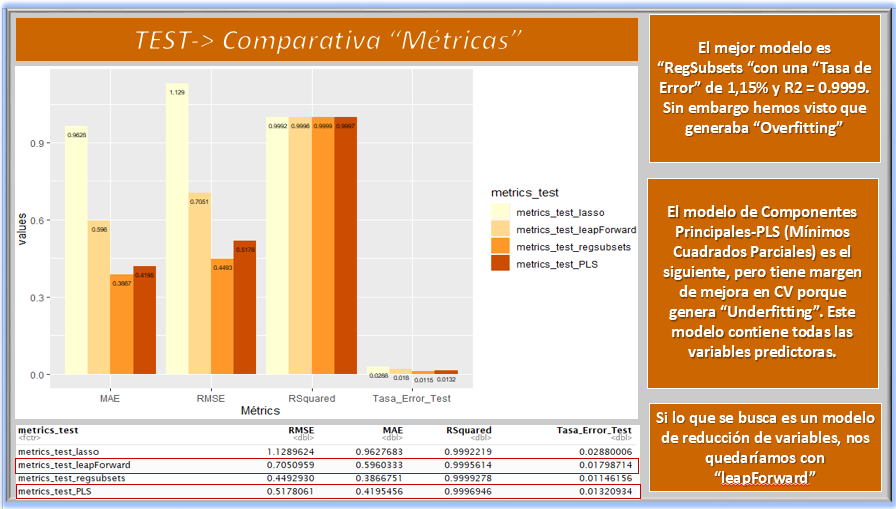 TEST-> Comparativa “Métricas”
0.9
0.6
0.3
0.0
values
0.9628
0.596
0.3867
0.4195
1.129
0.7051
0.4493
0.5178
0.9992
0.9996
0.9999
0.9997
0.0288
0.018
0.0115
0.0132
MAE
RMSE
RSquared
Tasa_Error_Test
Métrics
metrics_test
metrics_test_lasso
metrics_test_leapForward
metrics_test_regsubsets
metrics_test_PLS
metrics_test RMSE MAE RSquared Tasa_Error_Test
<fctr> <dbl> <dbl> <dbl> <dbl>
metrics_test_lasso 1.1289624 0.9627683 0.9992219 0.02880006
metrics_test_leapForward 0.7050959 0.5960333 0.9995614 0.01798714
metrics_test_regsubsets 0.4492930 0.3866751 0.9999278 0.01146156
metrics_test_PLS 0.5178061 0.4195456 0.9996946 0.01320934
El mejor modelo es
“RegSubsets “con una “Tasa de
Error” de 1,15% y R2 = 0.9999.
Sin embargo hemos visto que
generaba “Overfitting”
El modelo de Componentes
Principales-PLS (Mínimos
Cuadrados Parciales) es el
siguiente, pero tiene margen
de mejora en CV porque
genera “Underfitting”. Este
modelo contiene todas las
variables predictoras.
Si lo que se busca es un modelo
de reducción de variables, nos
quedaríamos con
“leapForward”